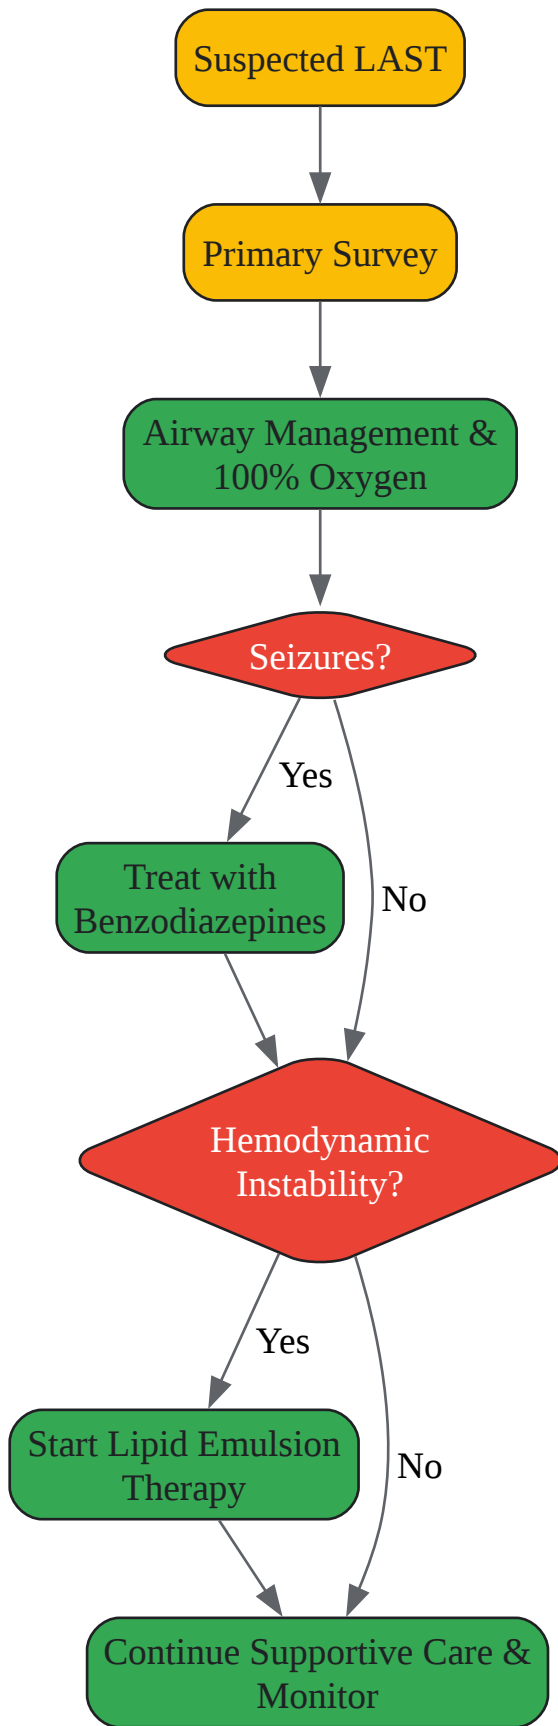 Suspected LAST
Primary Survey
Airway Management &
100% Oxygen
Seizures?
Yes
Treat with
Benzodiazepines
No
Hemodynamic
Instability?
Yes
Start Lipid Emulsion
Therapy
No
Continue Supportive Care &
Monitor